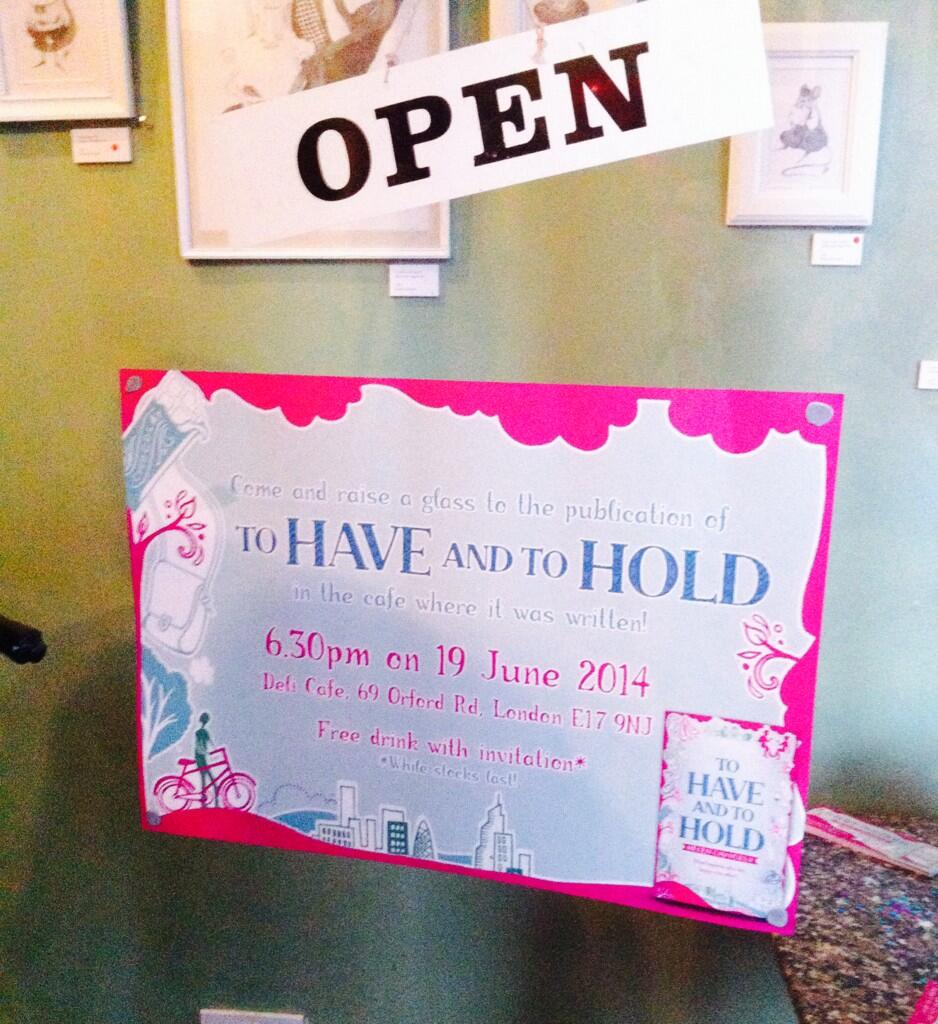 OPEN
Come and raise a glass to the publication of
TO HAVE AND TO HOLD
in the cafe where it was written!
6.30pm on 19 June 2014
Deli Cafe, 69 Orford Rd, London E17 9NJ
Free drink with invitation*
*While stocks last!
TO
HAVE
AND TO
HOLD